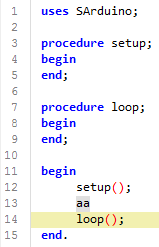 1 uses SArduino;
2
3 procedure setup;
4 begin
5 end;
6
7 procedure loop;
8 begin
9 end;
10
11 begin
12 setup();
13 aa
14 loop();
15 end.